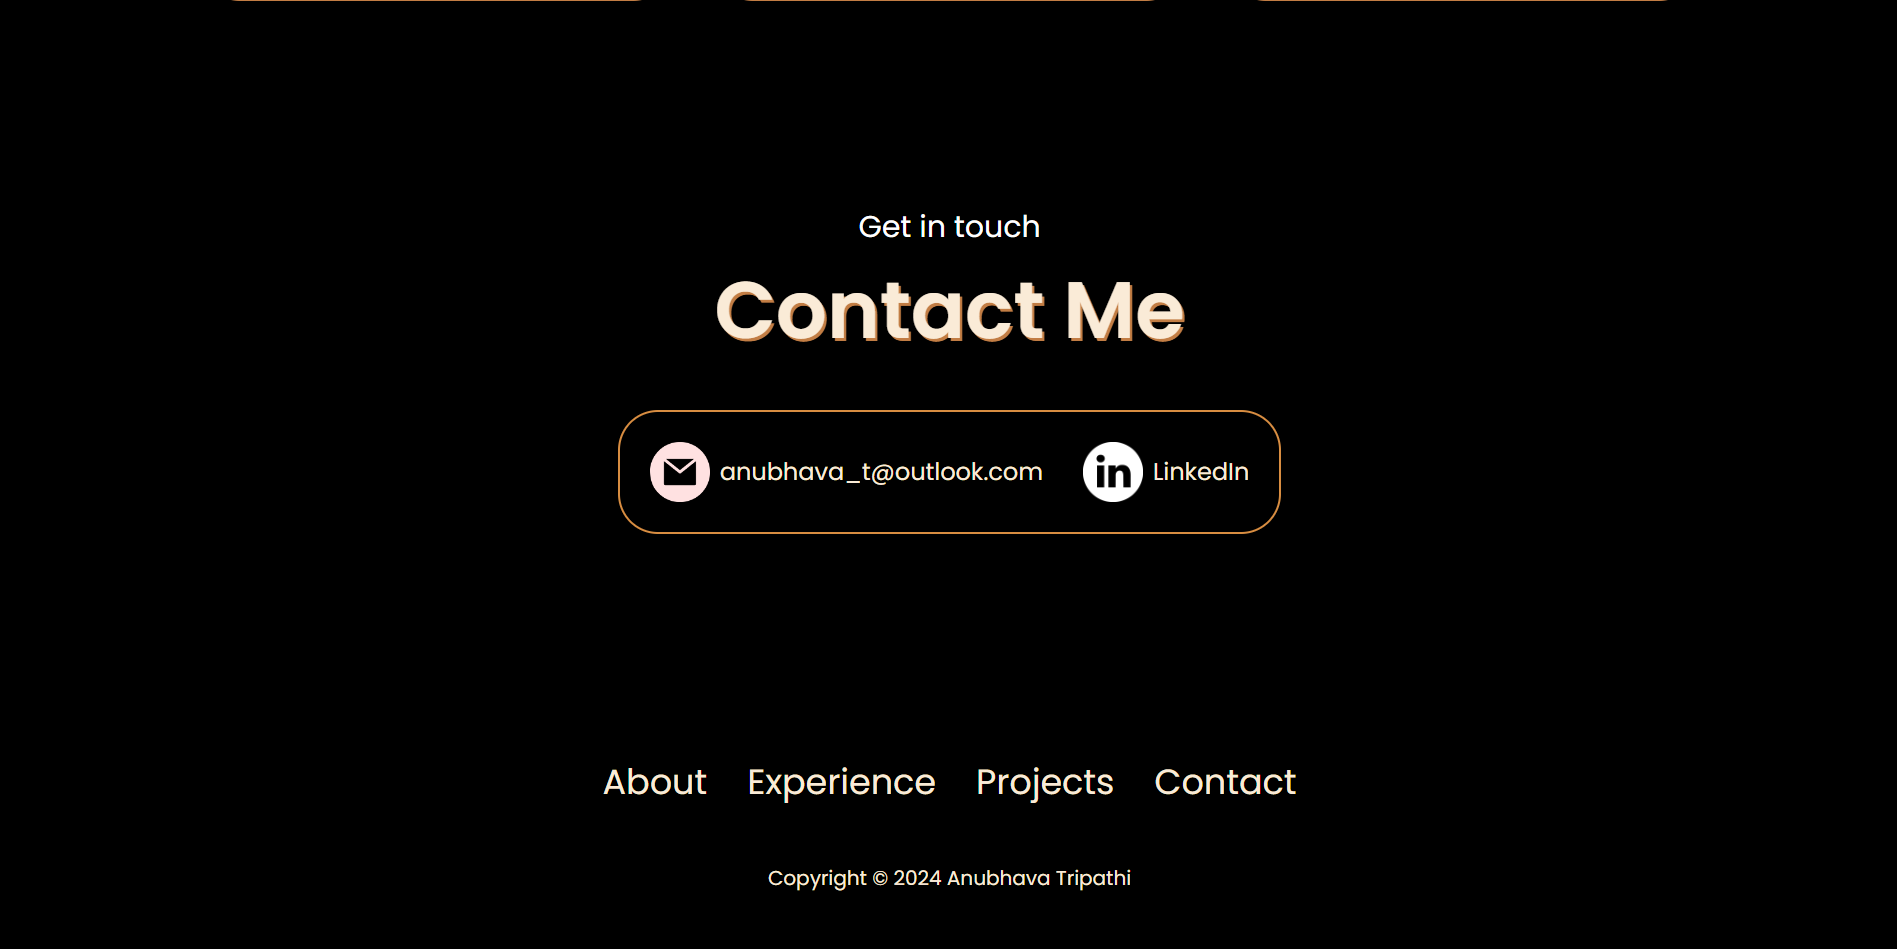 Get in touch
Contact Me
anubhava_t@outlook.com in LinkedIn
About Experience Projects Contact
Copyright © 2024 Anubhava Tripathi